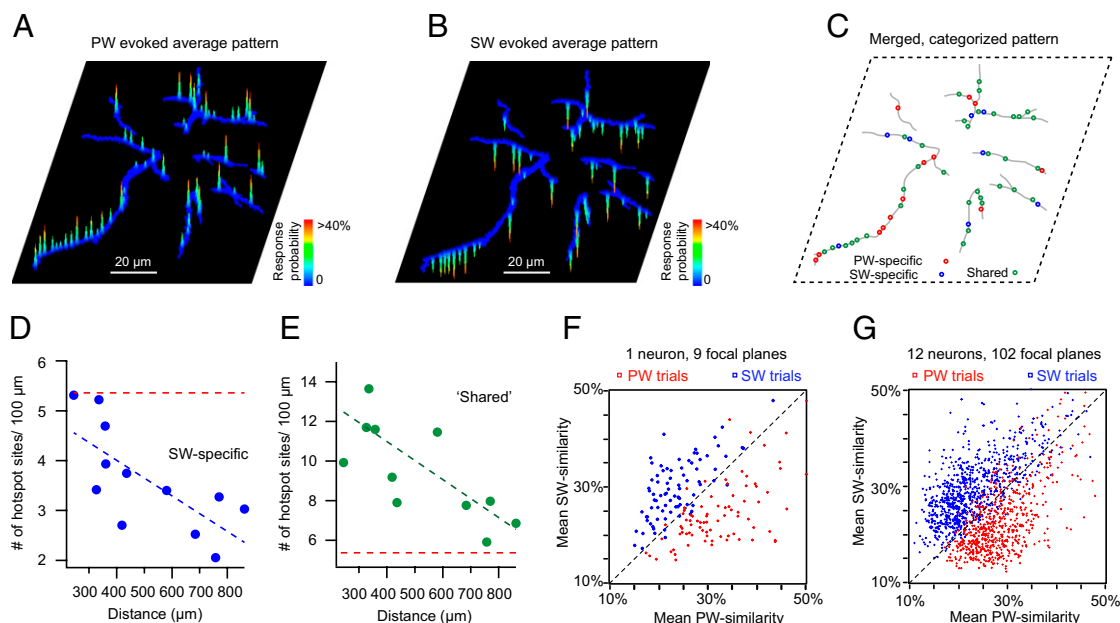 A
PW evoked average pattern
Response probability
>40%
0
20 µm
B
SW evoked average pattern
Response probability
>40%
0
20 µm
C
Merged, categorized pattern
PW-specific
SW-specific
Shared
D
# of hotspot sites/ 100 µm
6
5
4
3
2
SW-specific
300 400 500 600 700 800
Distance (µm)
E
# of hotspot sites/ 100 µm
14
12
10
8
6
'Shared'
300 400 500 600 700 800
Distance (µm)
F
1 neuron, 9 focal planes
PW trials SW trials
Mean SW-similarity
50%
30%
10%
10% 30% 50%
Mean PW-similarity
G
12 neurons, 102 focal planes
PW trials SW trials
Mean SW-similarity
50%
30%
10%
10% 30% 50%
Mean PW-similarity